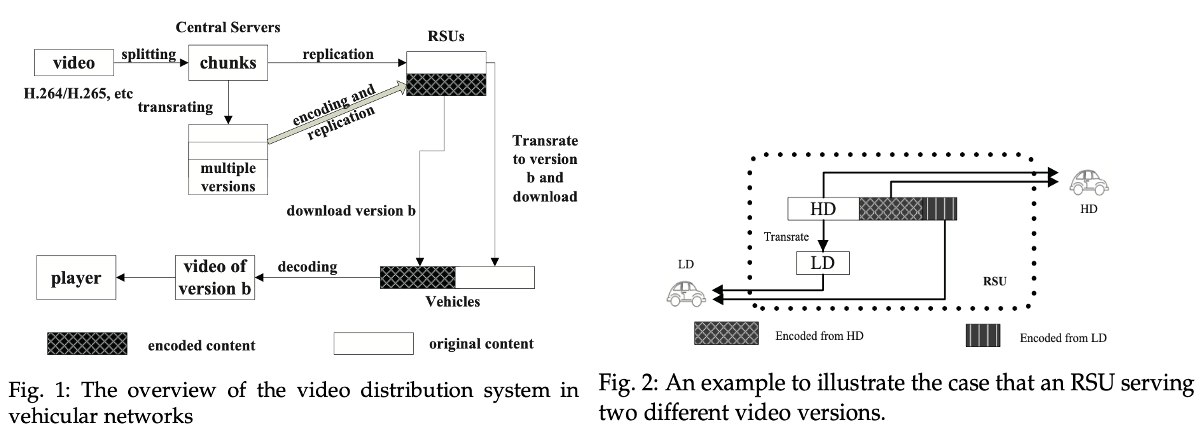 Central Servers
RSUs
video
splitting
chunks
replication
H.264/H.265, etc
transrating
encoding and
replication
multiple
versions
Transrate
to version
b and
download
download version b
player
video of
version b
decoding
Vehicles
encoded content
original content
Fig. 1: The overview of the video distribution system in
vehicular networks
HD
HD
Transrate
LD
LD
RSU
Encoded from HD
Encoded from LD
Fig. 2: An example to illustrate the case that an RSU serving
two different video versions.